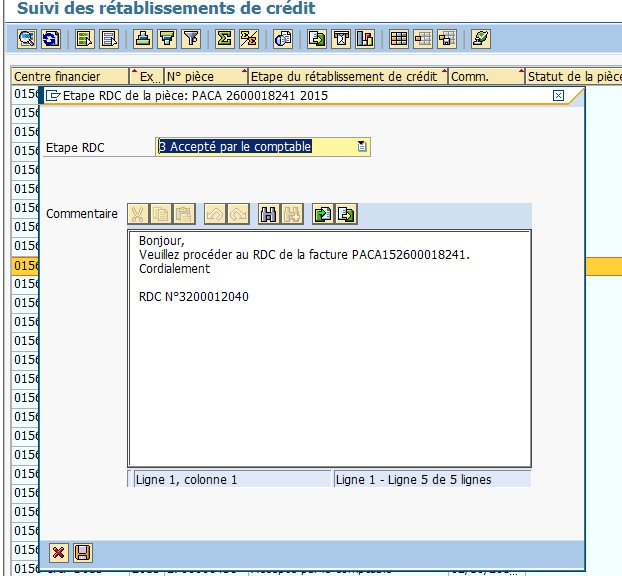 Suivi des rétablissements de crédit
Centre financier Ex... N° pièce Etape du rétablissement de crédit Comm. Statut de la pièce
Etape RDC de la pièce: PACA 2600018241 2015
Etape RDC 3 Accepté par le comptable
Commentaire
Bonjour,
Veuillez procéder au RDC de la facture PACA152600018241.
Cordialement
RDC N°3200012040
Ligne 1, colonne 1 Ligne 1 - Ligne 5 de 5 lignes